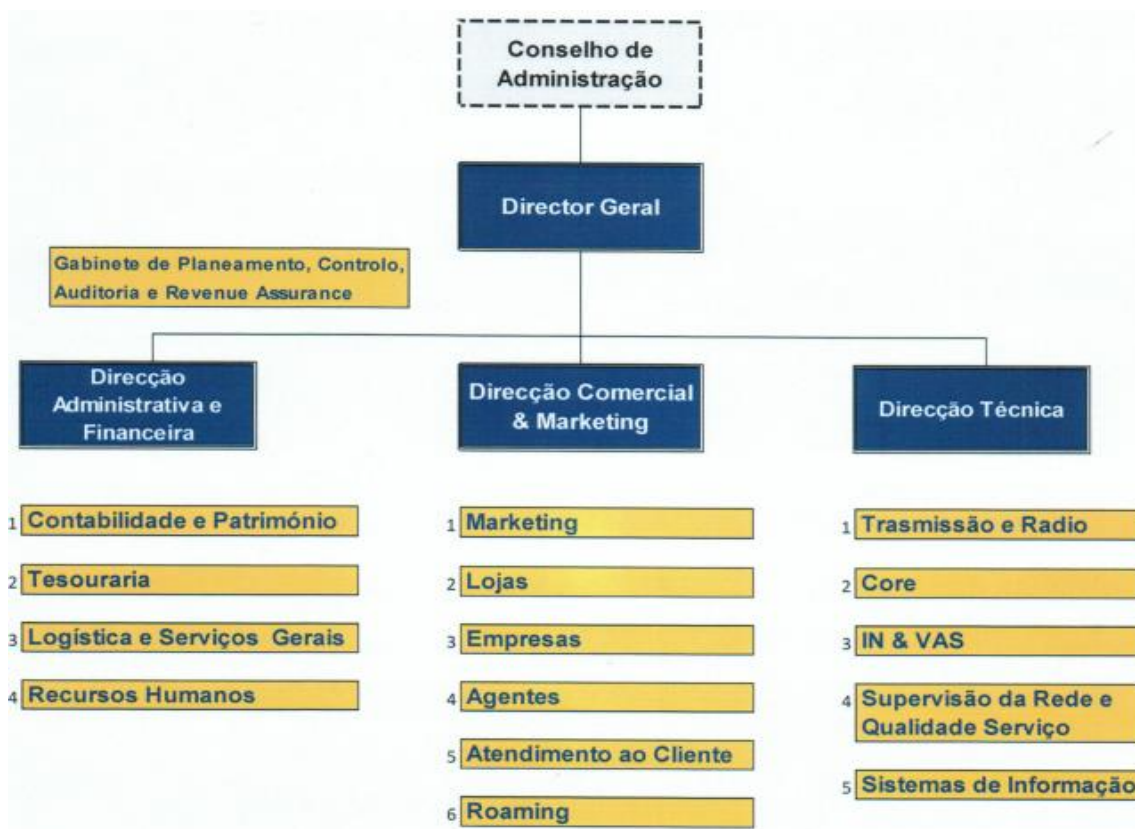 Conselho de
Administração
Director Geral
Gabinete de Planeamento, Controlo,
Auditoria e Revenue Assurance
Direcção
Administrativa e
Financeira
Direcção Comercial
& Marketing
Direcção Técnica
1 Contabilidade e Património
2 Tesouraria
3 Logística e Serviços Gerais
4 Recursos Humanos
1 Marketing
2 Lojas
3 Empresas
4 Agentes
5 Atendimento ao Cliente
6 Roaming
1 Trasmissão e Radio
2 Core
3 IN & VAS
4 Supervisão da Rede e
Qualidade Serviço
5 Sistemas de Informação